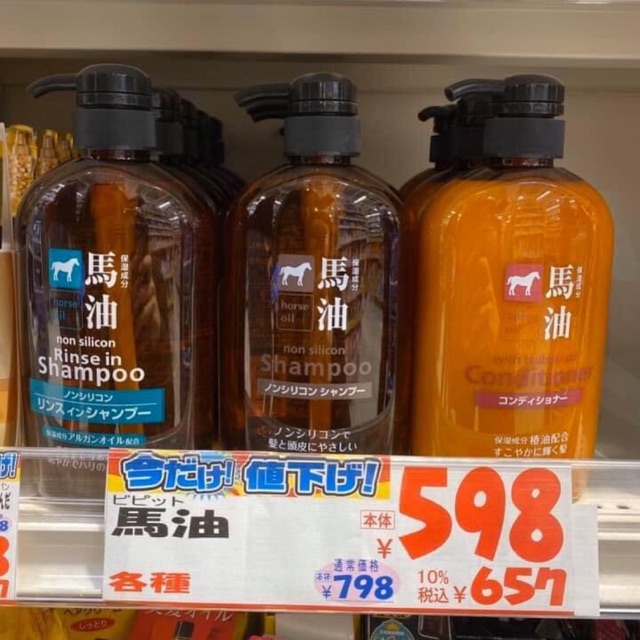 馬油
保湿成分
horse oil
non silicon
Rinse in
Shampoo
ノンシリコン
リンスインシャンプー
保湿成分 アルガンオイル配合
馬油
保湿成分
horse oil
non silicon
Shampoo
ノンシリコン シャンプー
ノンシリコンで
髪と頭皮にやさしい
馬油
保湿成分
horse oil
Conditioner
コンディショナー
保湿成分 椿油配合
すこやかに輝く髪
今だけ! 値下げ!
ビピット
馬油
各種
通常価格
本体 ¥798
本体 ¥598
10% 税込 ¥657
しっとり